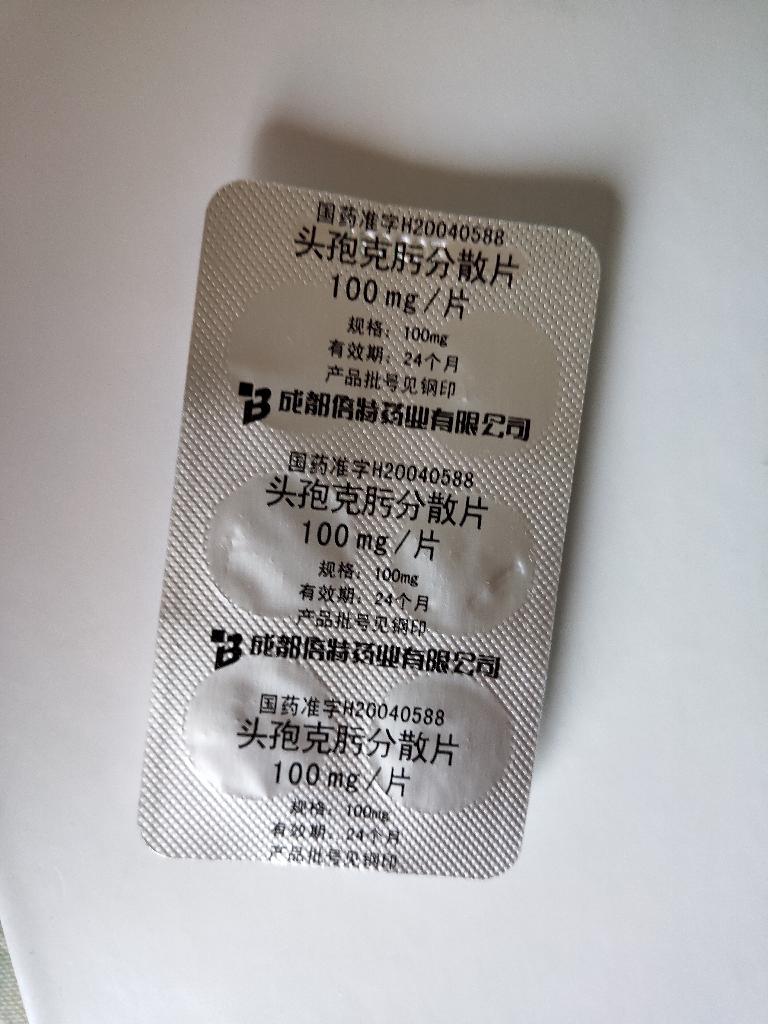 国药准字H20040588
头孢克肟分散片
100mg/片
规格：100mg
有效期：24个月
产品批号见钢印
B 成都倍特药业有限公司
国药准字H20040588
头孢克肟分散片
100mg/片
规格：100mg
有效期：24个月
产品批号见钢印
B 成都倍特药业有限公司
国药准字H20040588
头孢克肟分散片
100mg/片
规格：100mg
有效期：24个月
产品批号见钢印